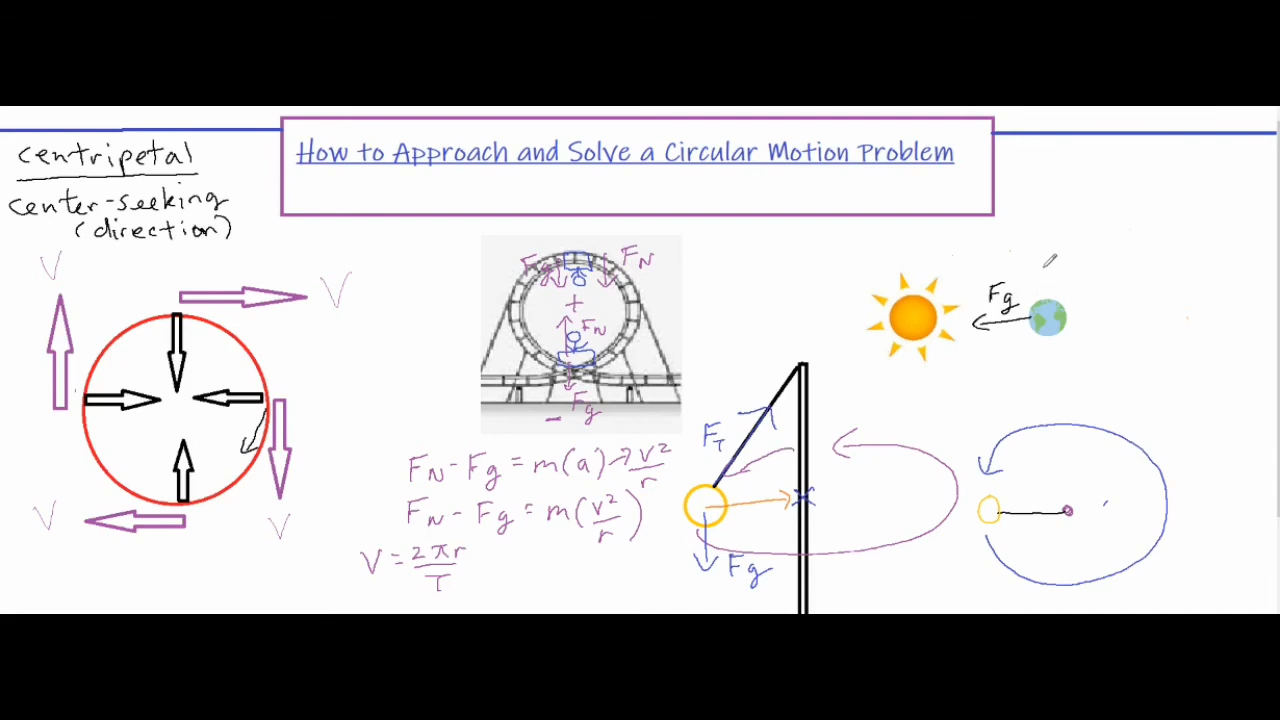 How to Approach and Solve a Circular Motion Problem
centripetal
center-seeking
(direction)
V
V
V
V
Fg
FN
+
FN
Fg
-
FN - Fg = m(a) → v²/r
FN - Fg = m(v²/r)
V = 2πr/T
FT
Fg
Fg